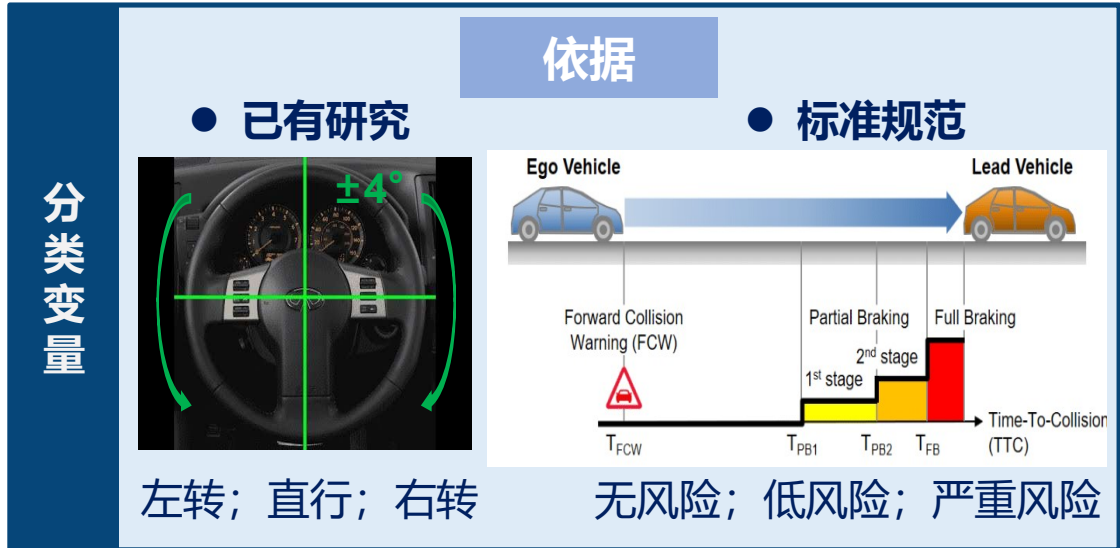 分类变量
依据
● 已有研究
±4°
左转；直行；右转
● 标准规范
Ego Vehicle
Lead Vehicle
Forward Collision
Warning (FCW)
Partial Braking
Full Braking
2nd stage
1st stage
Time-To-Collision
(TTC)
TFCW
TPB1
TPB2
TFB
无风险；低风险；严重风险